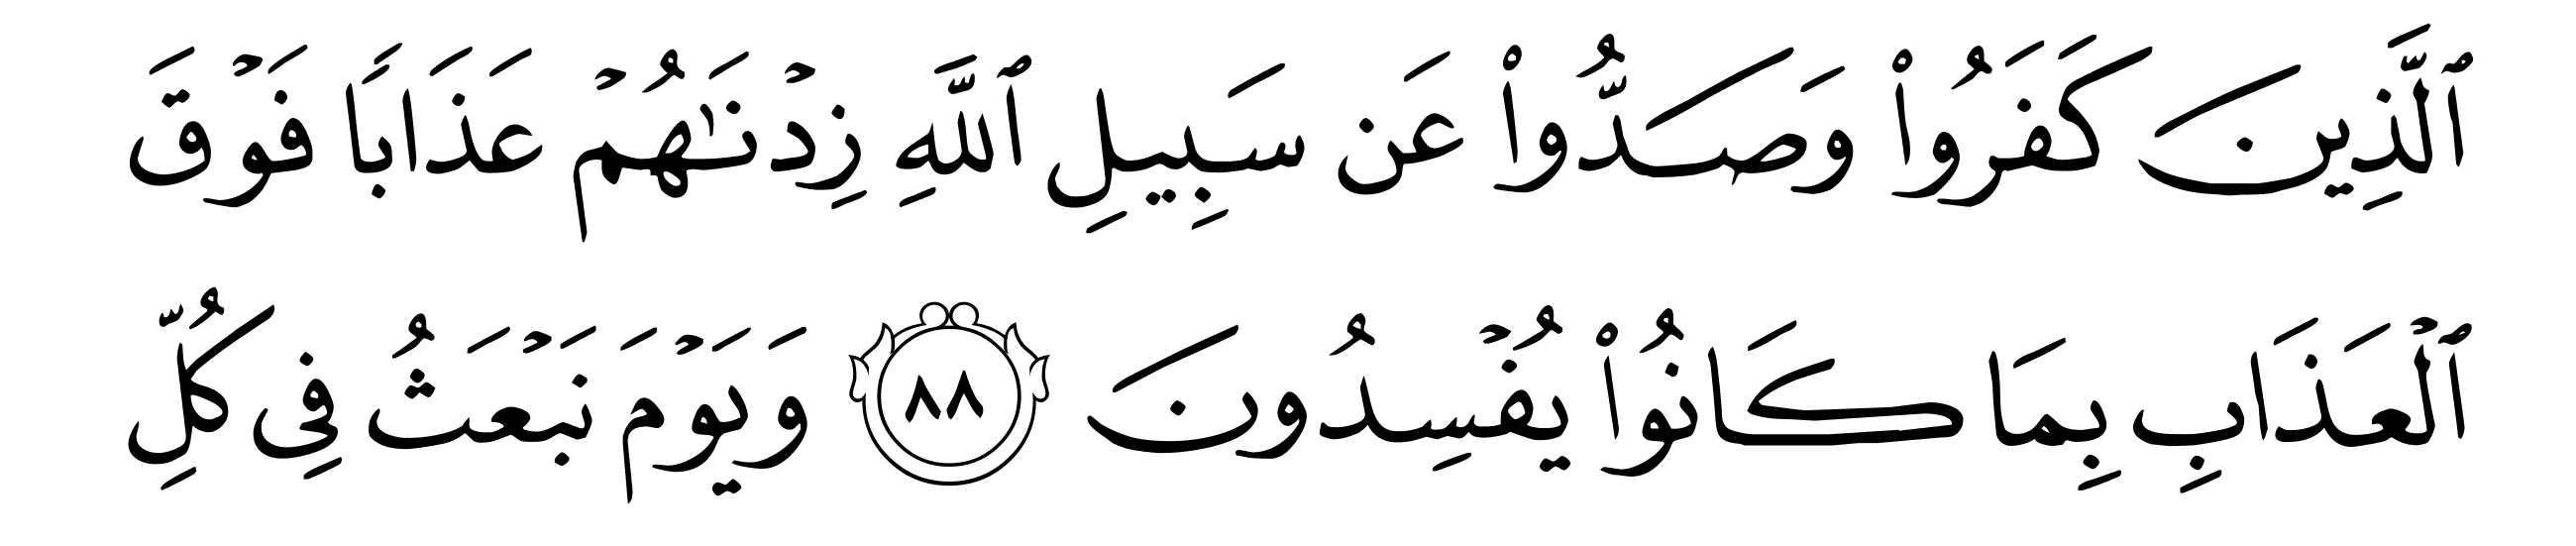 ٱلَّذِينَ كَفَرُوا۟ وَصَدُّوا۟ عَن سَبِيلِ ٱللَّهِ زِدْنَـٰهُمْ عَذَابًا فَوْقَ
ٱلْعَذَابِ بِمَا كَانُوا۟ يُفْسِدُونَ ٨٨ وَيَوْمَ نَبْعَثُ فِى كُلِّ